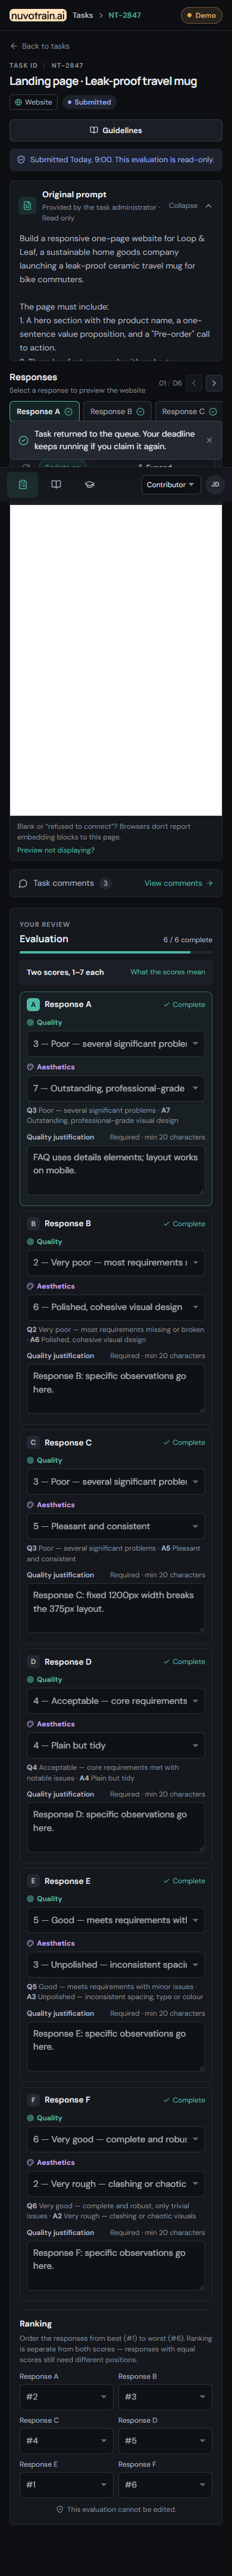 nuvotrain.ai Tasks > NT-2847 Demo
Back to tasks
TASK ID / NT-2847
Landing page · Leak-proof travel mug
Website Submitted
Guidelines
Submitted Today, 9:00. This evaluation is read-only.
Original prompt
Provided by the task administrator ·
Read only
Collapse
Build a responsive one-page website for Loop &
Leaf, a sustainable home goods company
launching a leak-proof ceramic travel mug for
bike commuters.
The page must include:
1. A hero section with the product name, a one-
sentence value proposition, and a "Pre-order" call
to action.
Responses
Select a response to preview the website
01 / 06
Response A Response B Response C
Task returned to the queue. Your deadline
keeps running if you claim it again.
Contributor JD
Blank or "refused to connect"? Browsers don't report
embedding blocks to this page.
Preview not displaying?
Task comments 3 View comments →
YOUR REVIEW
Evaluation 6 / 6 complete
Two scores, 1–7 each What the scores mean
A Response A Complete
Quality
3 — Poor — several significant probler
Aesthetics
7 — Outstanding, professional-grade
Q3 Poor — several significant problems · A7
Outstanding, professional-grade visual design
Quality justification Required · min 20 characters
FAQ uses details elements; layout works
on mobile.
B Response B Complete
Quality
2 — Very poor — most requirements r
Aesthetics
6 — Polished, cohesive visual design
Q2 Very poor — most requirements missing or broken
· A6 Polished, cohesive visual design
Quality justification Required · min 20 characters
Response B: specific observations go
here.
C Response C Complete
Quality
3 — Poor — several significant probler
Aesthetics
5 — Pleasant and consistent
Q3 Poor — several significant problems · A5 Pleasant
and consistent
Quality justification Required · min 20 characters
Response C: fixed 1200px width breaks
the 375px layout.
D Response D Complete
Quality
4 — Acceptable — core requirements
Aesthetics
4 — Plain but tidy
Q4 Acceptable — core requirements met with
notable issues · A4 Plain but tidy
Quality justification Required · min 20 characters
Response D: specific observations go
here.
E Response E Complete
Quality
5 — Good — meets requirements witl
Aesthetics
3 — Unpolished — inconsistent spacin
Q5 Good — meets requirements with minor issues ·
A3 Unpolished — inconsistent spacing, type or colour
Quality justification Required · min 20 characters
Response E: specific observations go
here.
F Response F Complete
Quality
6 — Very good — complete and robus
Aesthetics
2 — Very rough — clashing or chaotic
Q6 Very good — complete and robust, only trivial
issues · A2 Very rough — clashing or chaotic visuals
Quality justification Required · min 20 characters
Response F: specific observations go
here.
Ranking
Order the responses from best (#1) to worst (#6). Ranking
is separate from both scores — responses with equal
scores still need different positions.
Response A Response B
#2 #3
Response C Response D
#4 #5
Response E Response F
#1 #6
This evaluation cannot be edited.